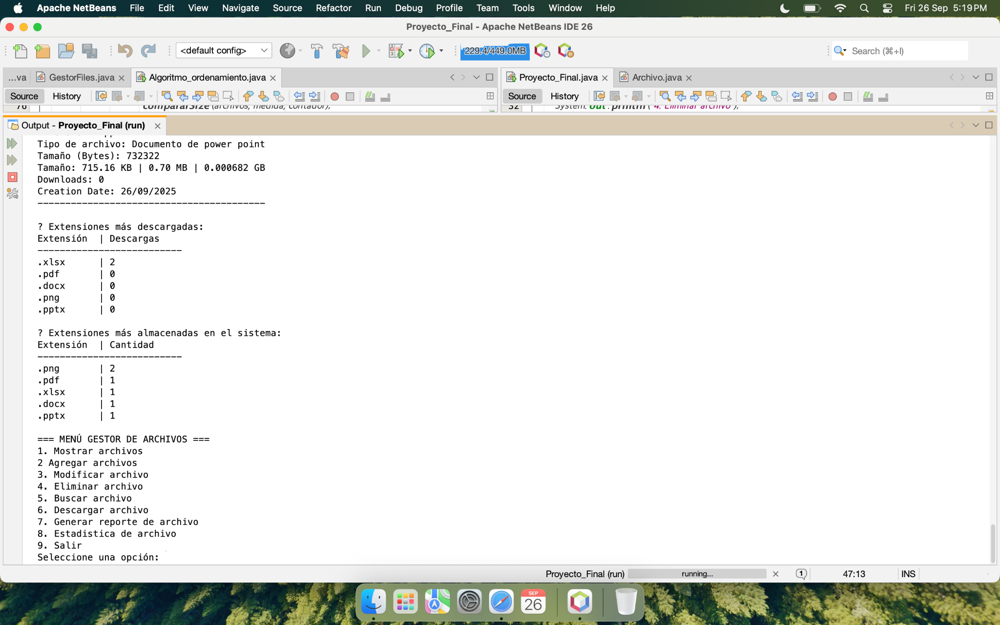 Apache NetBeans File Edit View Navigate Source Refactor Run Debug Profile Team Tools Window Help Fri 26 Sep 5:19 PM
Proyecto_Final - Apache NetBeans IDE 26
<default config> 229.4/449.0MB Search (⌘+I)
...va GestorFiles.java Algoritmo_ordenamiento.java Proyecto_Final.java Archivo.java
Source History Source History
76 compararSize(archivos, medida, contador); 32 System.out.println("4. Eliminar archivo");
Output - Proyecto_Final (run)
Tipo de archivo: Documento de power point
Tamaño (Bytes): 732322
Tamaño: 715.16 KB | 0.70 MB | 0.000682 GB
Downloads: 0
Creation Date: 26/09/2025
-----------------------------------------
? Extensiones más descargadas:
Extensión | Descargas
--------------------------
.xlsx | 2
.pdf | 0
.docx | 0
.png | 0
.pptx | 0
? Extensiones más almacenadas en el sistema:
Extensión | Cantidad
--------------------------
.png | 2
.pdf | 1
.xlsx | 1
.docx | 1
.pptx | 1
=== MENÚ GESTOR DE ARCHIVOS ===
1. Mostrar archivos
2 Agregar archivos
3. Modificar archivo
4. Eliminar archivo
5. Buscar archivo
6. Descargar archivo
7. Generar reporte de archivo
8. Estadistica de archivo
9. Salir
Seleccione una opción:
Proyecto_Final (run) running... 1 47:13 INS
SEP
26